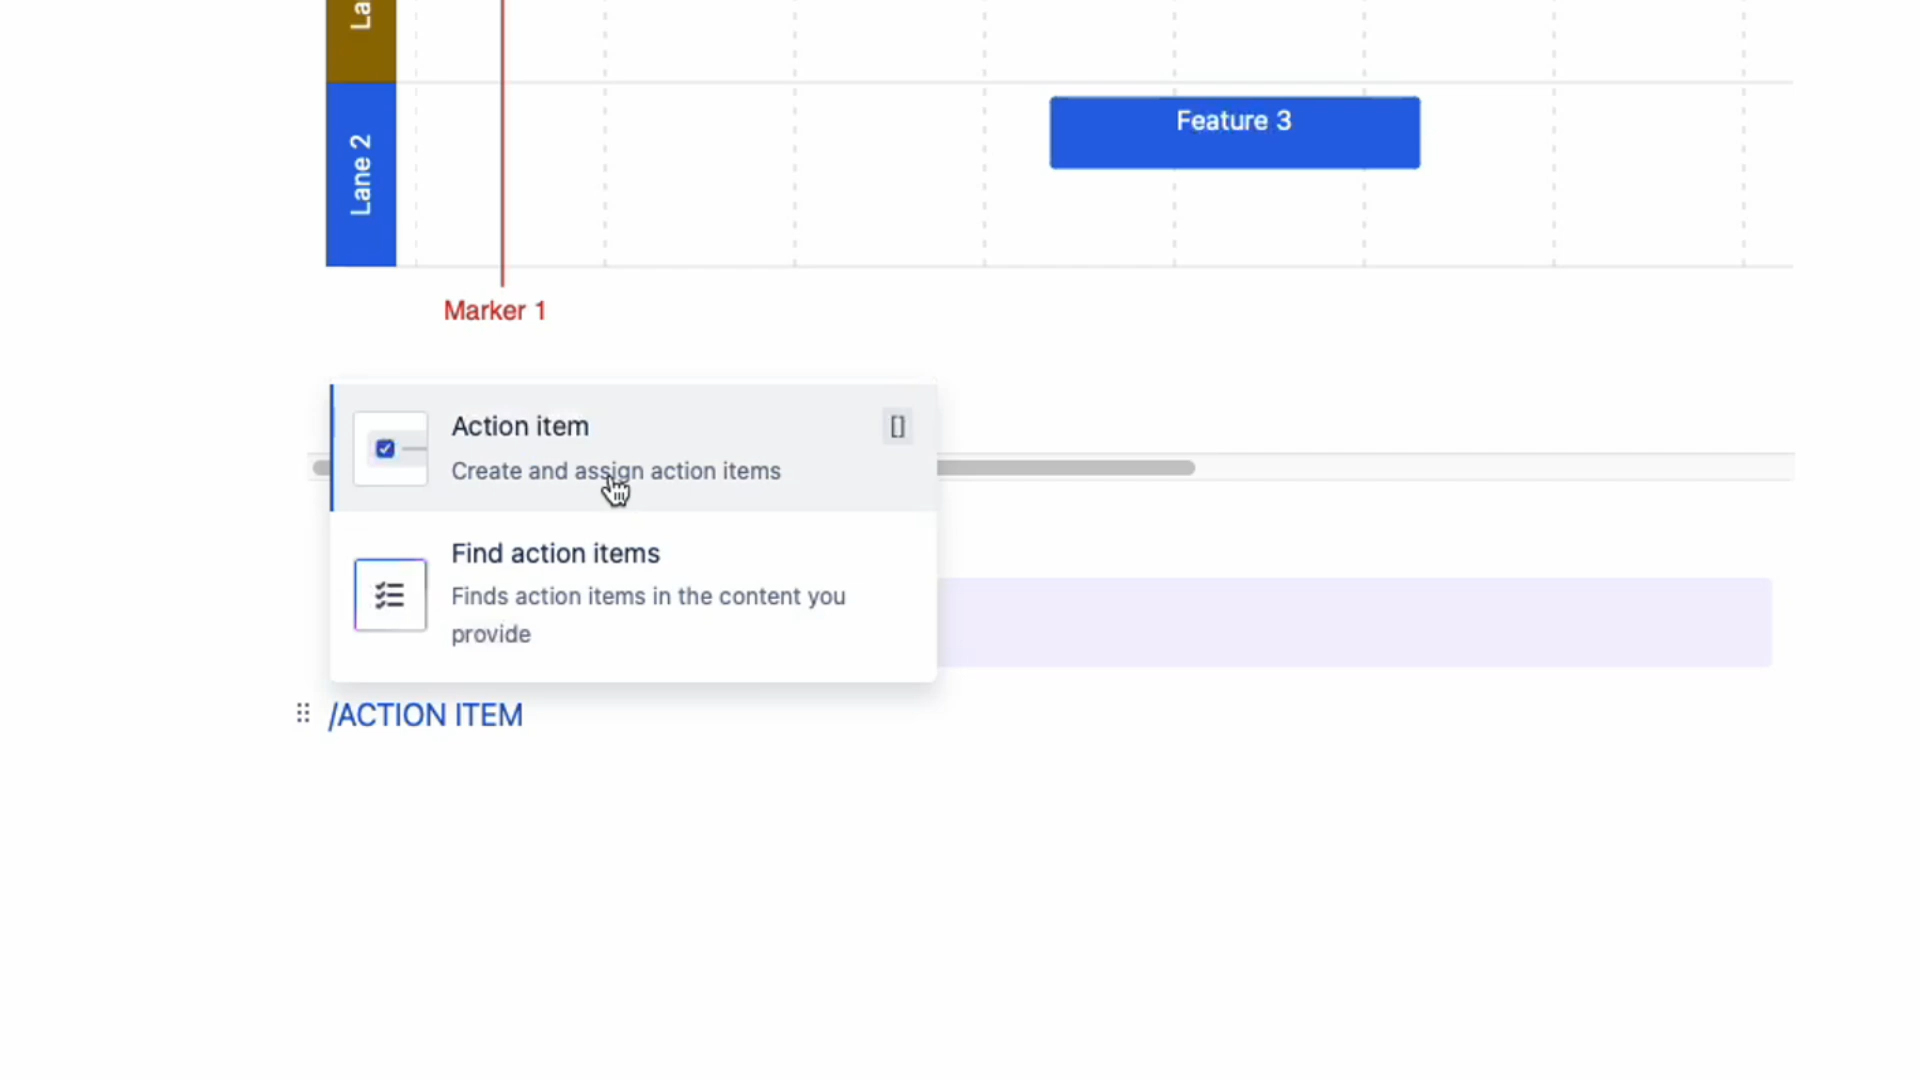 La
Lane 2
Feature 3
Marker 1
Action item
[]
Create and assign action items
Find action items
Finds action items in the content you
provide
/ACTION ITEM